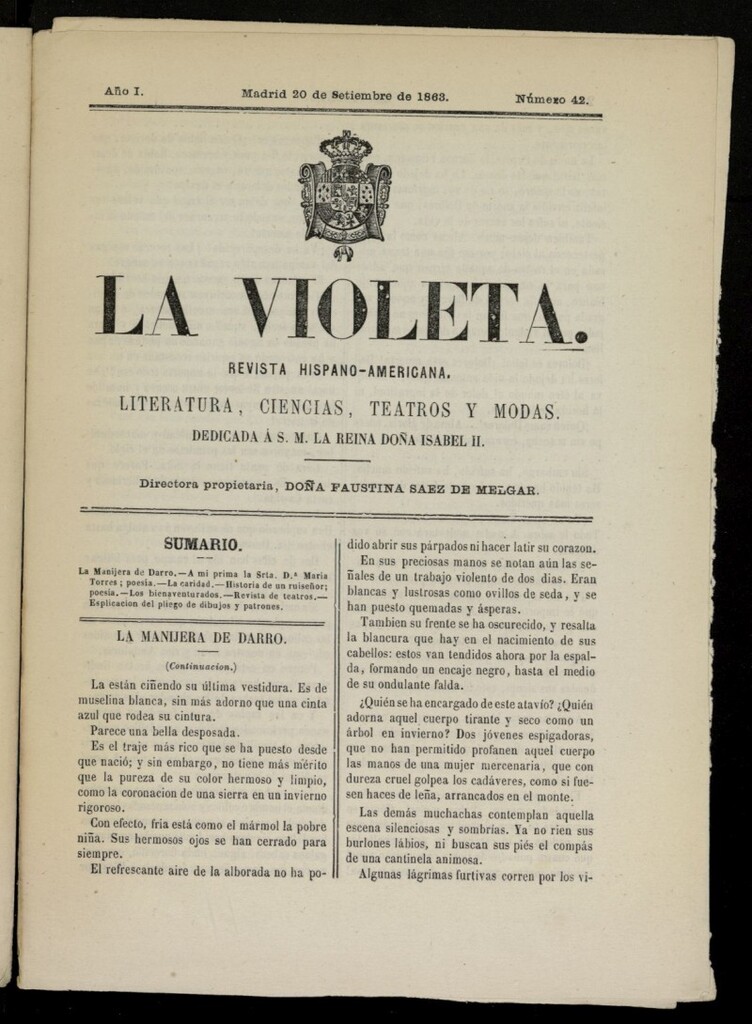 Año I.
Madrid 20 de Setiembre de 1863.
Número 42.
LA VIOLETA.
REVISTA HISPANO-AMERICANA.
LITERATURA, CIENCIAS, TEATROS Y MODAS.
DEDICADA Á S. M. LA REINA DOÑA ISABEL II.
Directora propietaria, DOÑA FAUSTINA SAEZ DE MELGAR.
SUMARIO.
La Manijera de Darro.—A mi prima la Srta. D.ª Maria
Torres; poesia.—La caridad.—Historia de un ruiseñor;
poesia.—Los bienaventurados.—Revista de teatros.—
Esplicacion del pliego de dibujos y patrones.
LA MANIJERA DE DARRO.
(Continuacion.)
La están ciñendo su última vestidura. Es de
muselina blanca, sin más adorno que una cinta
azul que rodea su cintura.
Parece una bella desposada.
Es el traje más rico que se ha puesto desde
que nació; y sin embargo, no tiene más mérito
que la pureza de su color hermoso y limpio,
como la coronacion de una sierra en un invierno
rigoroso.
Con efecto, fria está como el mármol la pobre
niña. Sus hermosos ojos se han cerrado para
siempre.
El refrescante aire de la alborada no ha po-
dido abrir sus párpados ni hacer latir su corazon.
En sus preciosas manos se notan aún las se-
ñales de un trabajo violento de dos dias. Eran
blancas y lustrosas como ovillos de seda, y se
han puesto quemadas y ásperas.
Tambien su frente se ha oscurecido, y resalta
la blancura que hay en el nacimiento de sus
cabellos: estos van tendidos ahora por la espal-
da, formando un encaje negro, hasta el medio
de su ondulante falda.
¿Quién se ha encargado de este atavío? ¿Quién
adorna aquel cuerpo tirante y seco como un
árbol en invierno? Dos jóvenes espigadoras,
que no han permitido profanen aquel cuerpo
las manos de una mujer mercenaria, que con
dureza cruel golpea los cadáveres, como si fue-
sen haces de leña, arrancados en el monte.
Las demás muchachas contemplan aquella
escena silenciosas y sombrías. Ya no rien sus
burlones lábios, ni buscan sus piés el compás
de una cantinela animosa.
Algunas lágrimas furtivas corren por los vi-